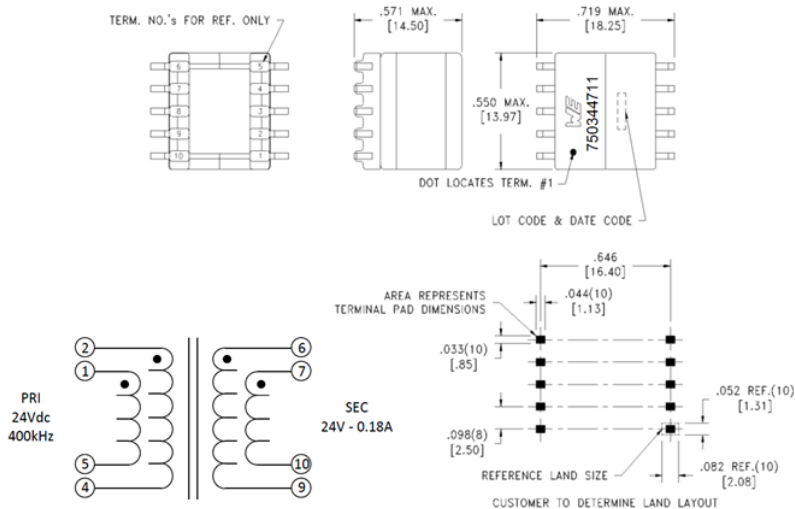 TERM. NO.'s FOR REF. ONLY
6 5
7 4
8 3
9 2
10 1
.571 MAX.
[14.50]
.550 MAX.
[13.97]
.719 MAX.
[18.25]
WE
750344711
DOT LOCATES TERM. #1
LOT CODE & DATE CODE
2
1
PRI
24Vdc
400kHz
5
4
6
7
SEC
24V - 0.18A
10
9
.646
[16.40]
AREA REPRESENTS
TERMINAL PAD DIMENSIONS
.044(10)
[1.13]
.033(10)
[.85]
.098(8)
[2.50]
.052 REF.(10)
[1.31]
REFERENCE LAND SIZE
.082 REF.(10)
[2.08]
CUSTOMER TO DETERMINE LAND LAYOUT